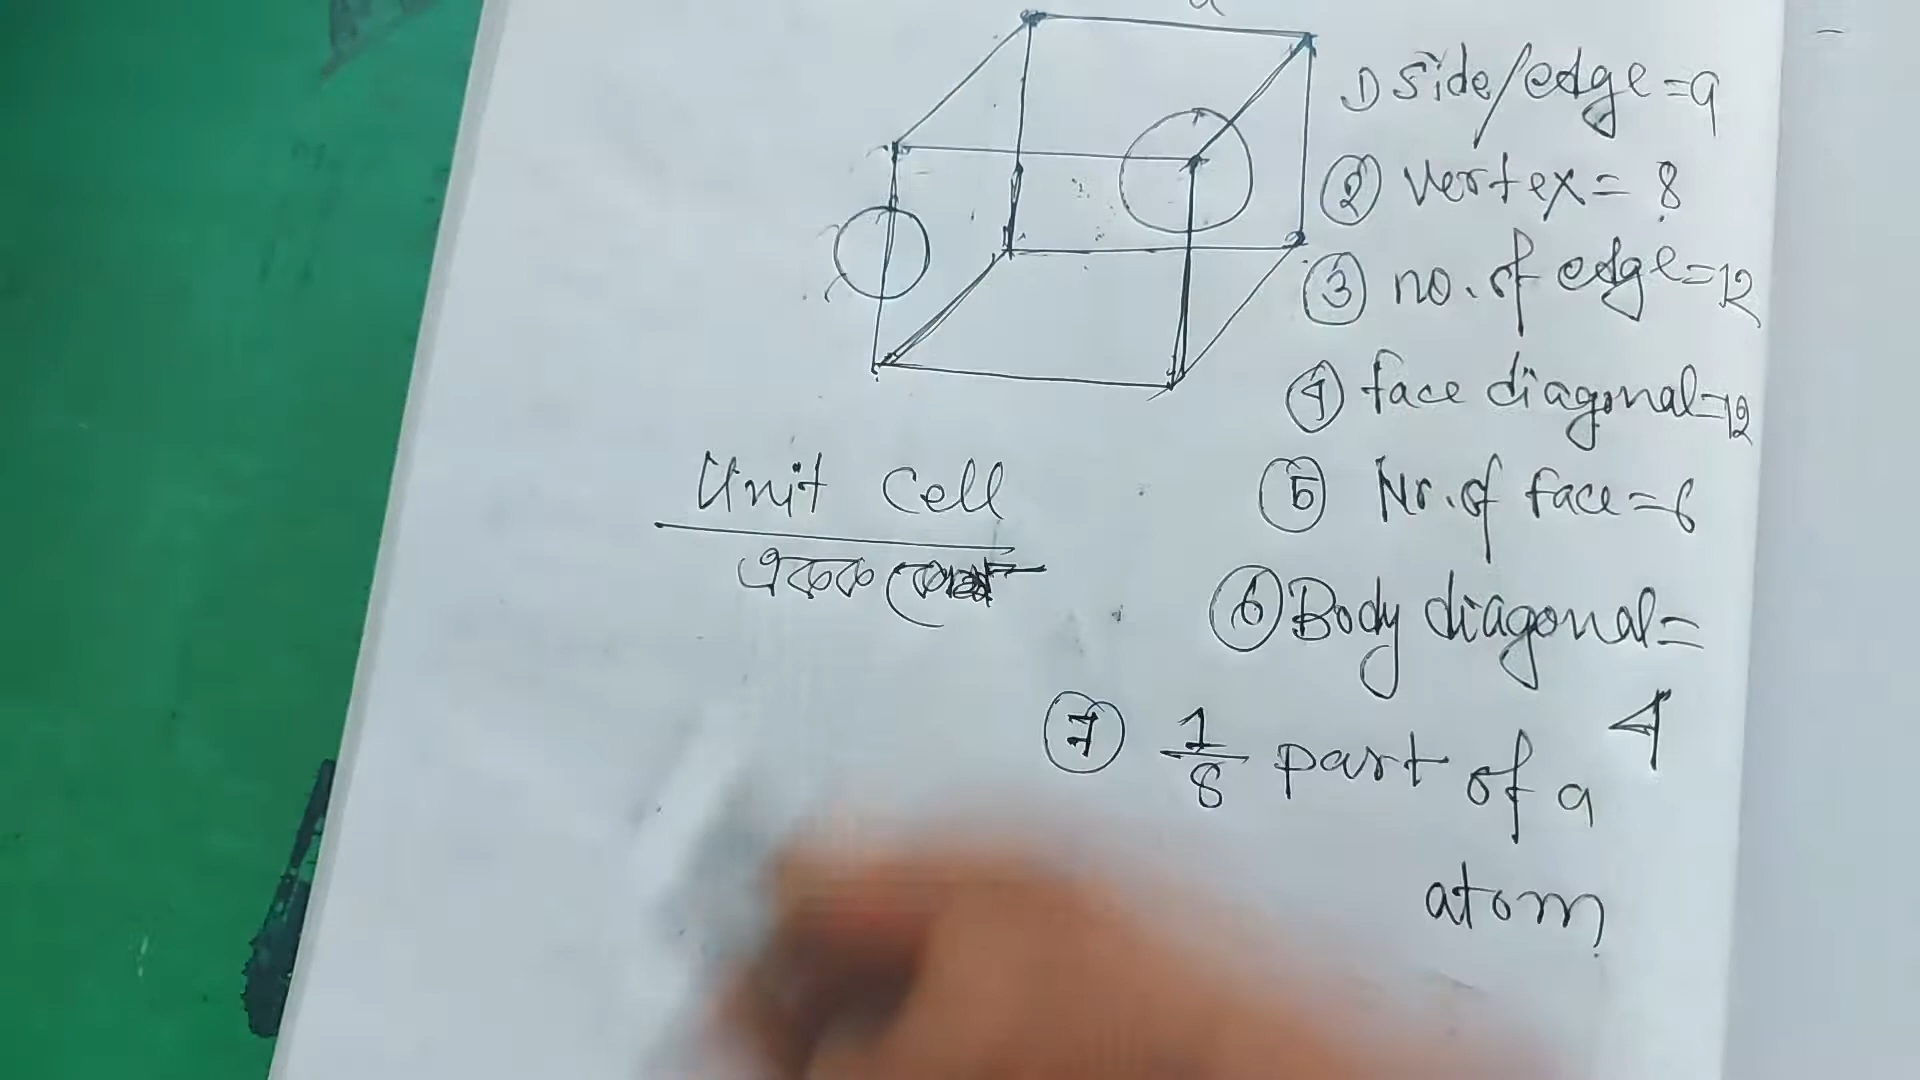 a
1) Side/edge = a
② Vertex = 8
③ no. of edge = 12
④ face diagonal = 12
⑤ Nr. of face = 6
⑥ Body diagonal =
4
⑦ 1/8 part of a
atom
Unit Cell
একক